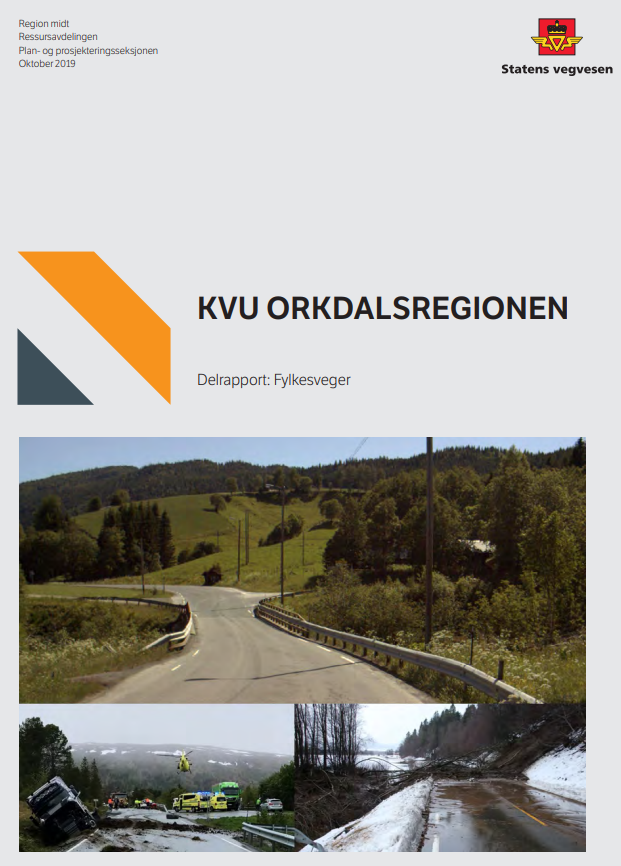 Region midt
Ressursavdelingen
Plan- og prosjekteringsseksjonen
Oktober 2019
Statens vegvesen
KVU ORKDALSREGIONEN
Delrapport: Fylkesveger